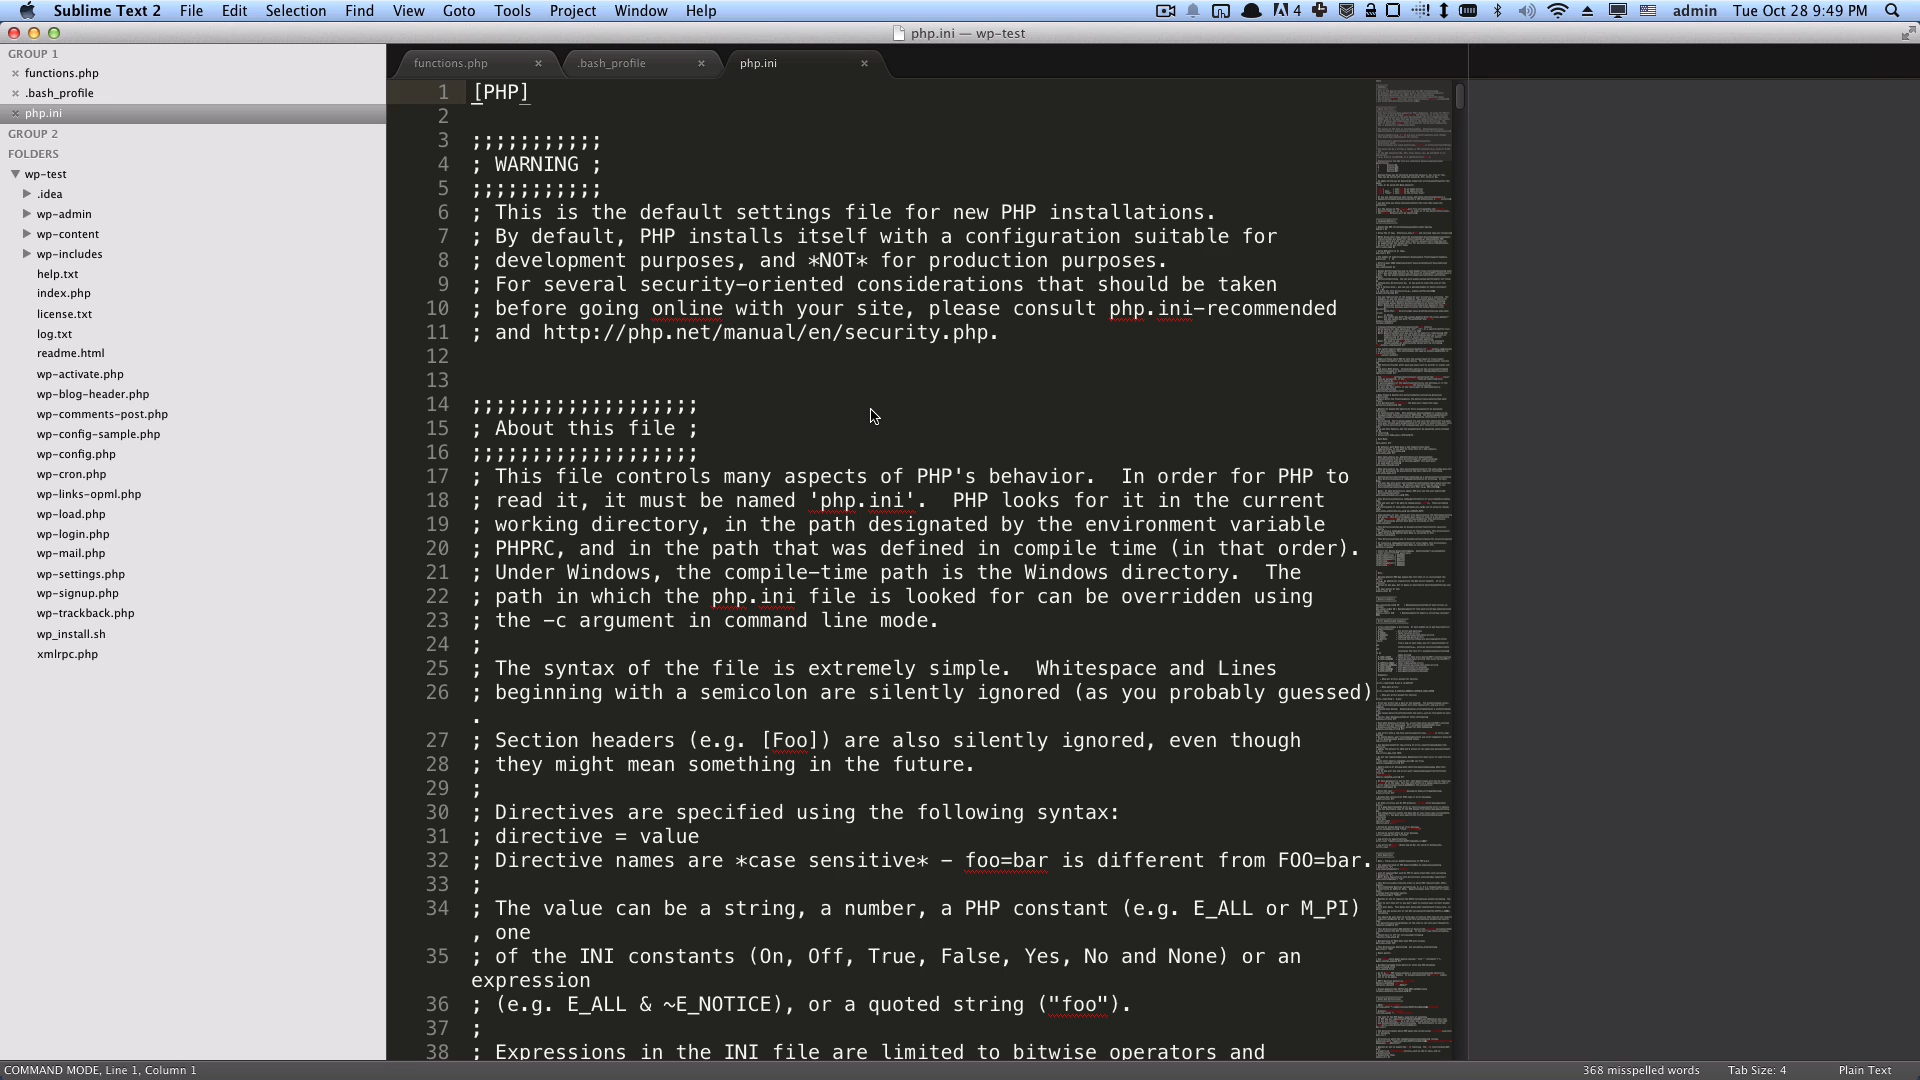 Sublime Text 2 File Edit Selection Find View Goto Tools Project Window Help 4 admin Tue Oct 28 9:49 PM
php.ini — wp-test
GROUP 1
functions.php
.bash_profile
php.ini
GROUP 2
FOLDERS
wp-test
.idea
wp-admin
wp-content
wp-includes
help.txt
index.php
license.txt
log.txt
readme.html
wp-activate.php
wp-blog-header.php
wp-comments-post.php
wp-config-sample.php
wp-config.php
wp-cron.php
wp-links-opml.php
wp-load.php
wp-login.php
wp-mail.php
wp-settings.php
wp-signup.php
wp-trackback.php
wp_install.sh
xmlrpc.php
functions.php .bash_profile php.ini
1 [PHP]
2
3 ;;;;;;;;;;;
4 ; WARNING ;
5 ;;;;;;;;;;;
6 ; This is the default settings file for new PHP installations.
7 ; By default, PHP installs itself with a configuration suitable for
8 ; development purposes, and *NOT* for production purposes.
9 ; For several security-oriented considerations that should be taken
10 ; before going online with your site, please consult php.ini-recommended
11 ; and http://php.net/manual/en/security.php.
12
13
14 ;;;;;;;;;;;;;;;;;;;
15 ; About this file ;
16 ;;;;;;;;;;;;;;;;;;;
17 ; This file controls many aspects of PHP's behavior.  In order for PHP to
18 ; read it, it must be named 'php.ini'.  PHP looks for it in the current
19 ; working directory, in the path designated by the environment variable
20 ; PHPRC, and in the path that was defined in compile time (in that order).
21 ; Under Windows, the compile-time path is the Windows directory.  The
22 ; path in which the php.ini file is looked for can be overridden using
23 ; the -c argument in command line mode.
24 ;
25 ; The syntax of the file is extremely simple.  Whitespace and Lines
26 ; beginning with a semicolon are silently ignored (as you probably guessed)
.
27 ; Section headers (e.g. [Foo]) are also silently ignored, even though
28 ; they might mean something in the future.
29 ;
30 ; Directives are specified using the following syntax:
31 ; directive = value
32 ; Directive names are *case sensitive* - foo=bar is different from FOO=bar.
33 ;
34 ; The value can be a string, a number, a PHP constant (e.g. E_ALL or M_PI)
, one
35 ; of the INI constants (On, Off, True, False, Yes, No and None) or an
expression
36 ; (e.g. E_ALL & ~E_NOTICE), or a quoted string ("foo").
37 ;
38 ; Expressions in the INI file are limited to bitwise operators and
COMMAND MODE, Line 1, Column 1 368 misspelled words Tab Size: 4 Plain Text